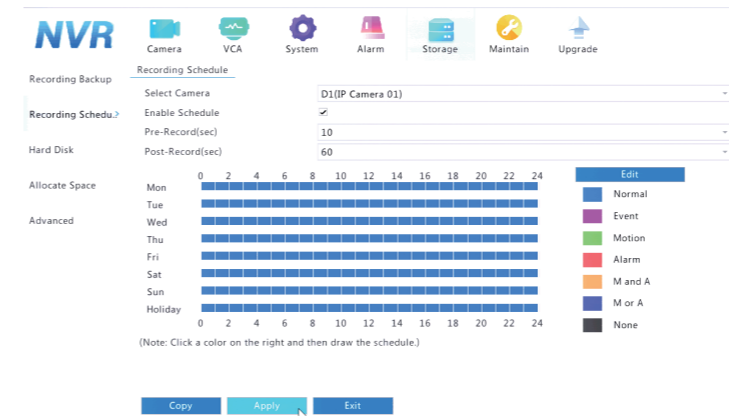 NVR
Camera VCA System Alarm Storage Maintain Upgrade
Recording Backup
Recording Schedu..
Hard Disk
Allocate Space
Advanced
Recording Schedule
Select Camera D1(IP Camera 01)
Enable Schedule
Pre-Record(sec) 10
Post-Record(sec) 60
0 2 4 6 8 10 12 14 16 18 20 22 24
Mon
Tue
Wed
Thu
Fri
Sat
Sun
Holiday
0 2 4 6 8 10 12 14 16 18 20 22 24
Edit
Normal
Event
Motion
Alarm
M and A
M or A
None
(Note: Click a color on the right and then draw the schedule.)
Copy Apply Exit